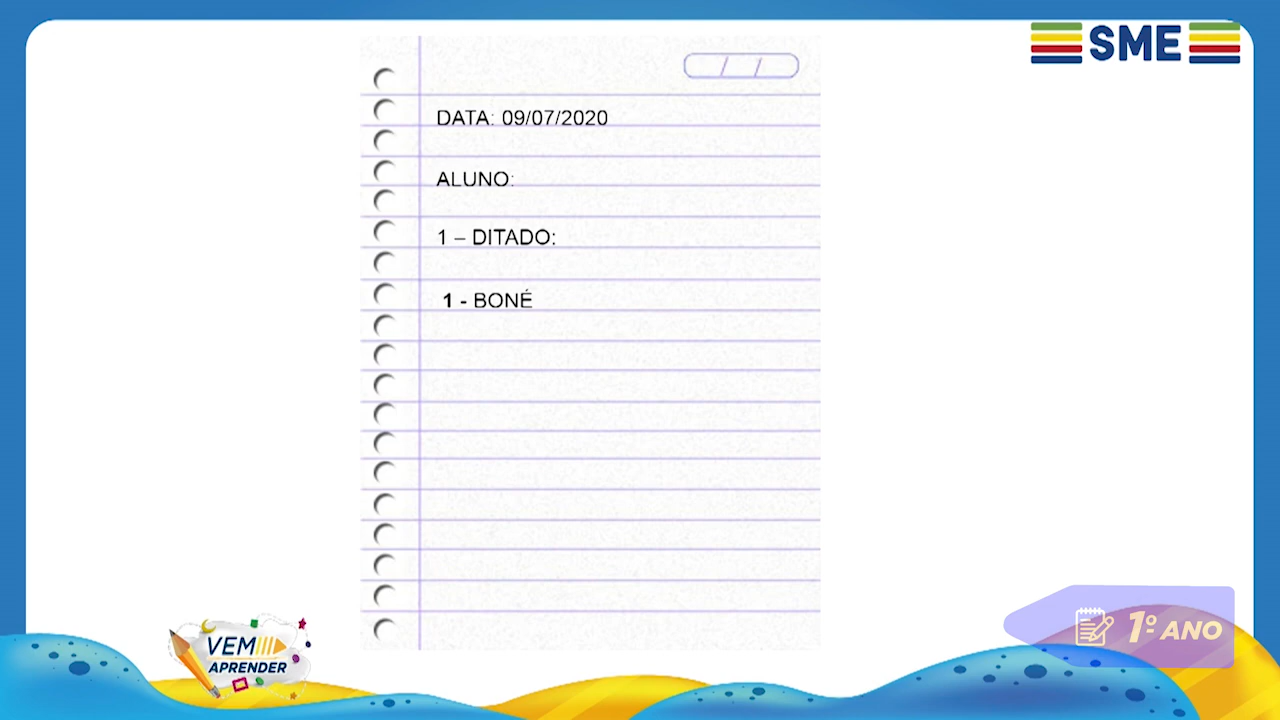 SME
DATA: 09/07/2020
ALUNO:
1 – DITADO:
1 - BONÉ
VEM
APRENDER
1º ANO